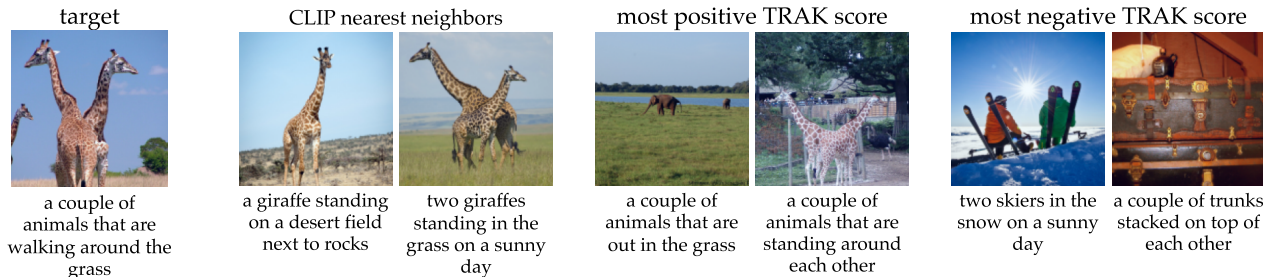 target
CLIP nearest neighbors
most positive TRAK score
most negative TRAK score
a couple of
animals that are
walking around the
grass
a giraffe standing
on a desert field
next to rocks
two giraffes
standing in the
grass on a sunny
day
a couple of
animals that are
out in the grass
a couple of
animals that are
standing around
each other
two skiers in the
snow on a sunny
day
a couple of trunks
stacked on top of
each other